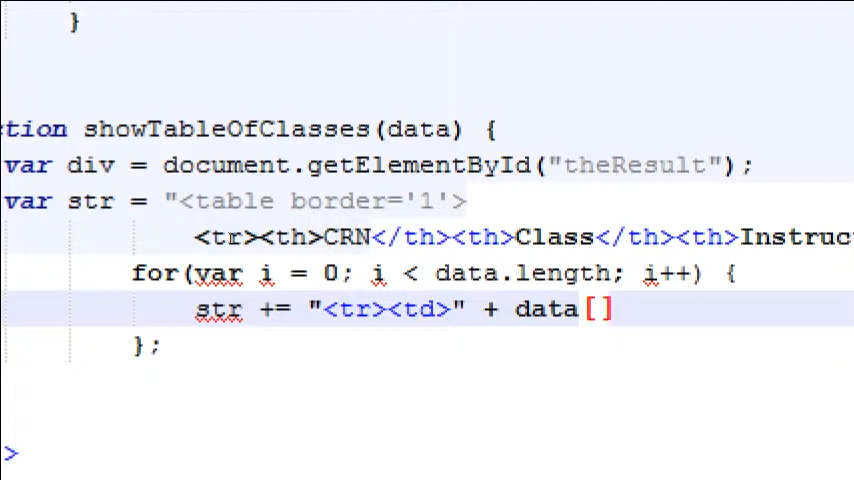 }
ction showTableOfClasses(data) {
var div = document.getElementById("theResult");
var str = "<table border='1'>
<tr><th>CRN</th><th>Class</th><th>Instruc
for(var i = 0; i < data.length; i++) {
str += "<tr><td>" + data[]
};
>